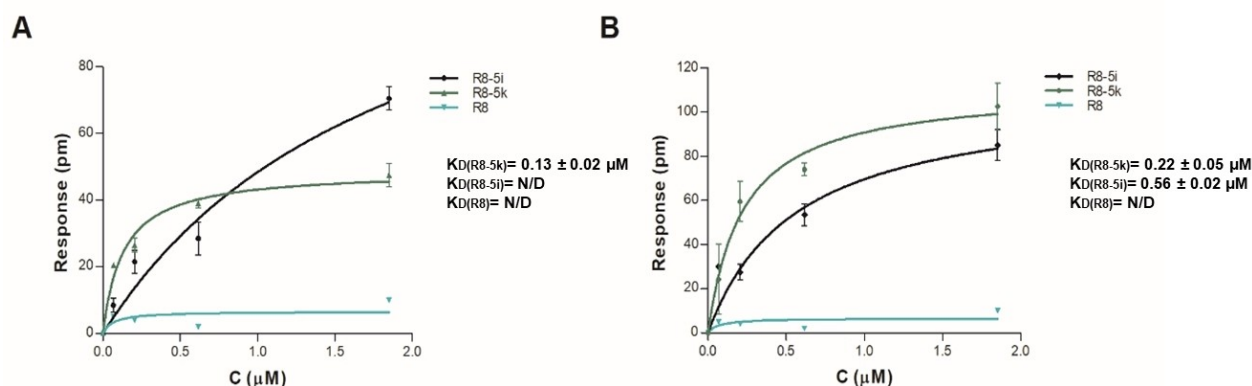 A
B
80
60
40
20
0
Response (pm)
0.0
0.5
1.0
1.5
2.0
C (μM)
R8-5i
R8-5k
R8
KD(R8-5k)= 0.13 ± 0.02 μM
KD(R8-5i)= N/D
KD(R8)= N/D
120
100
80
60
40
20
0
Response (pm)
0.0
0.5
1.0
1.5
2.0
C (μM)
R8-5i
R8-5k
R8
KD(R8-5k)= 0.22 ± 0.05 μM
KD(R8-5i)= 0.56 ± 0.02 μM
KD(R8)= N/D